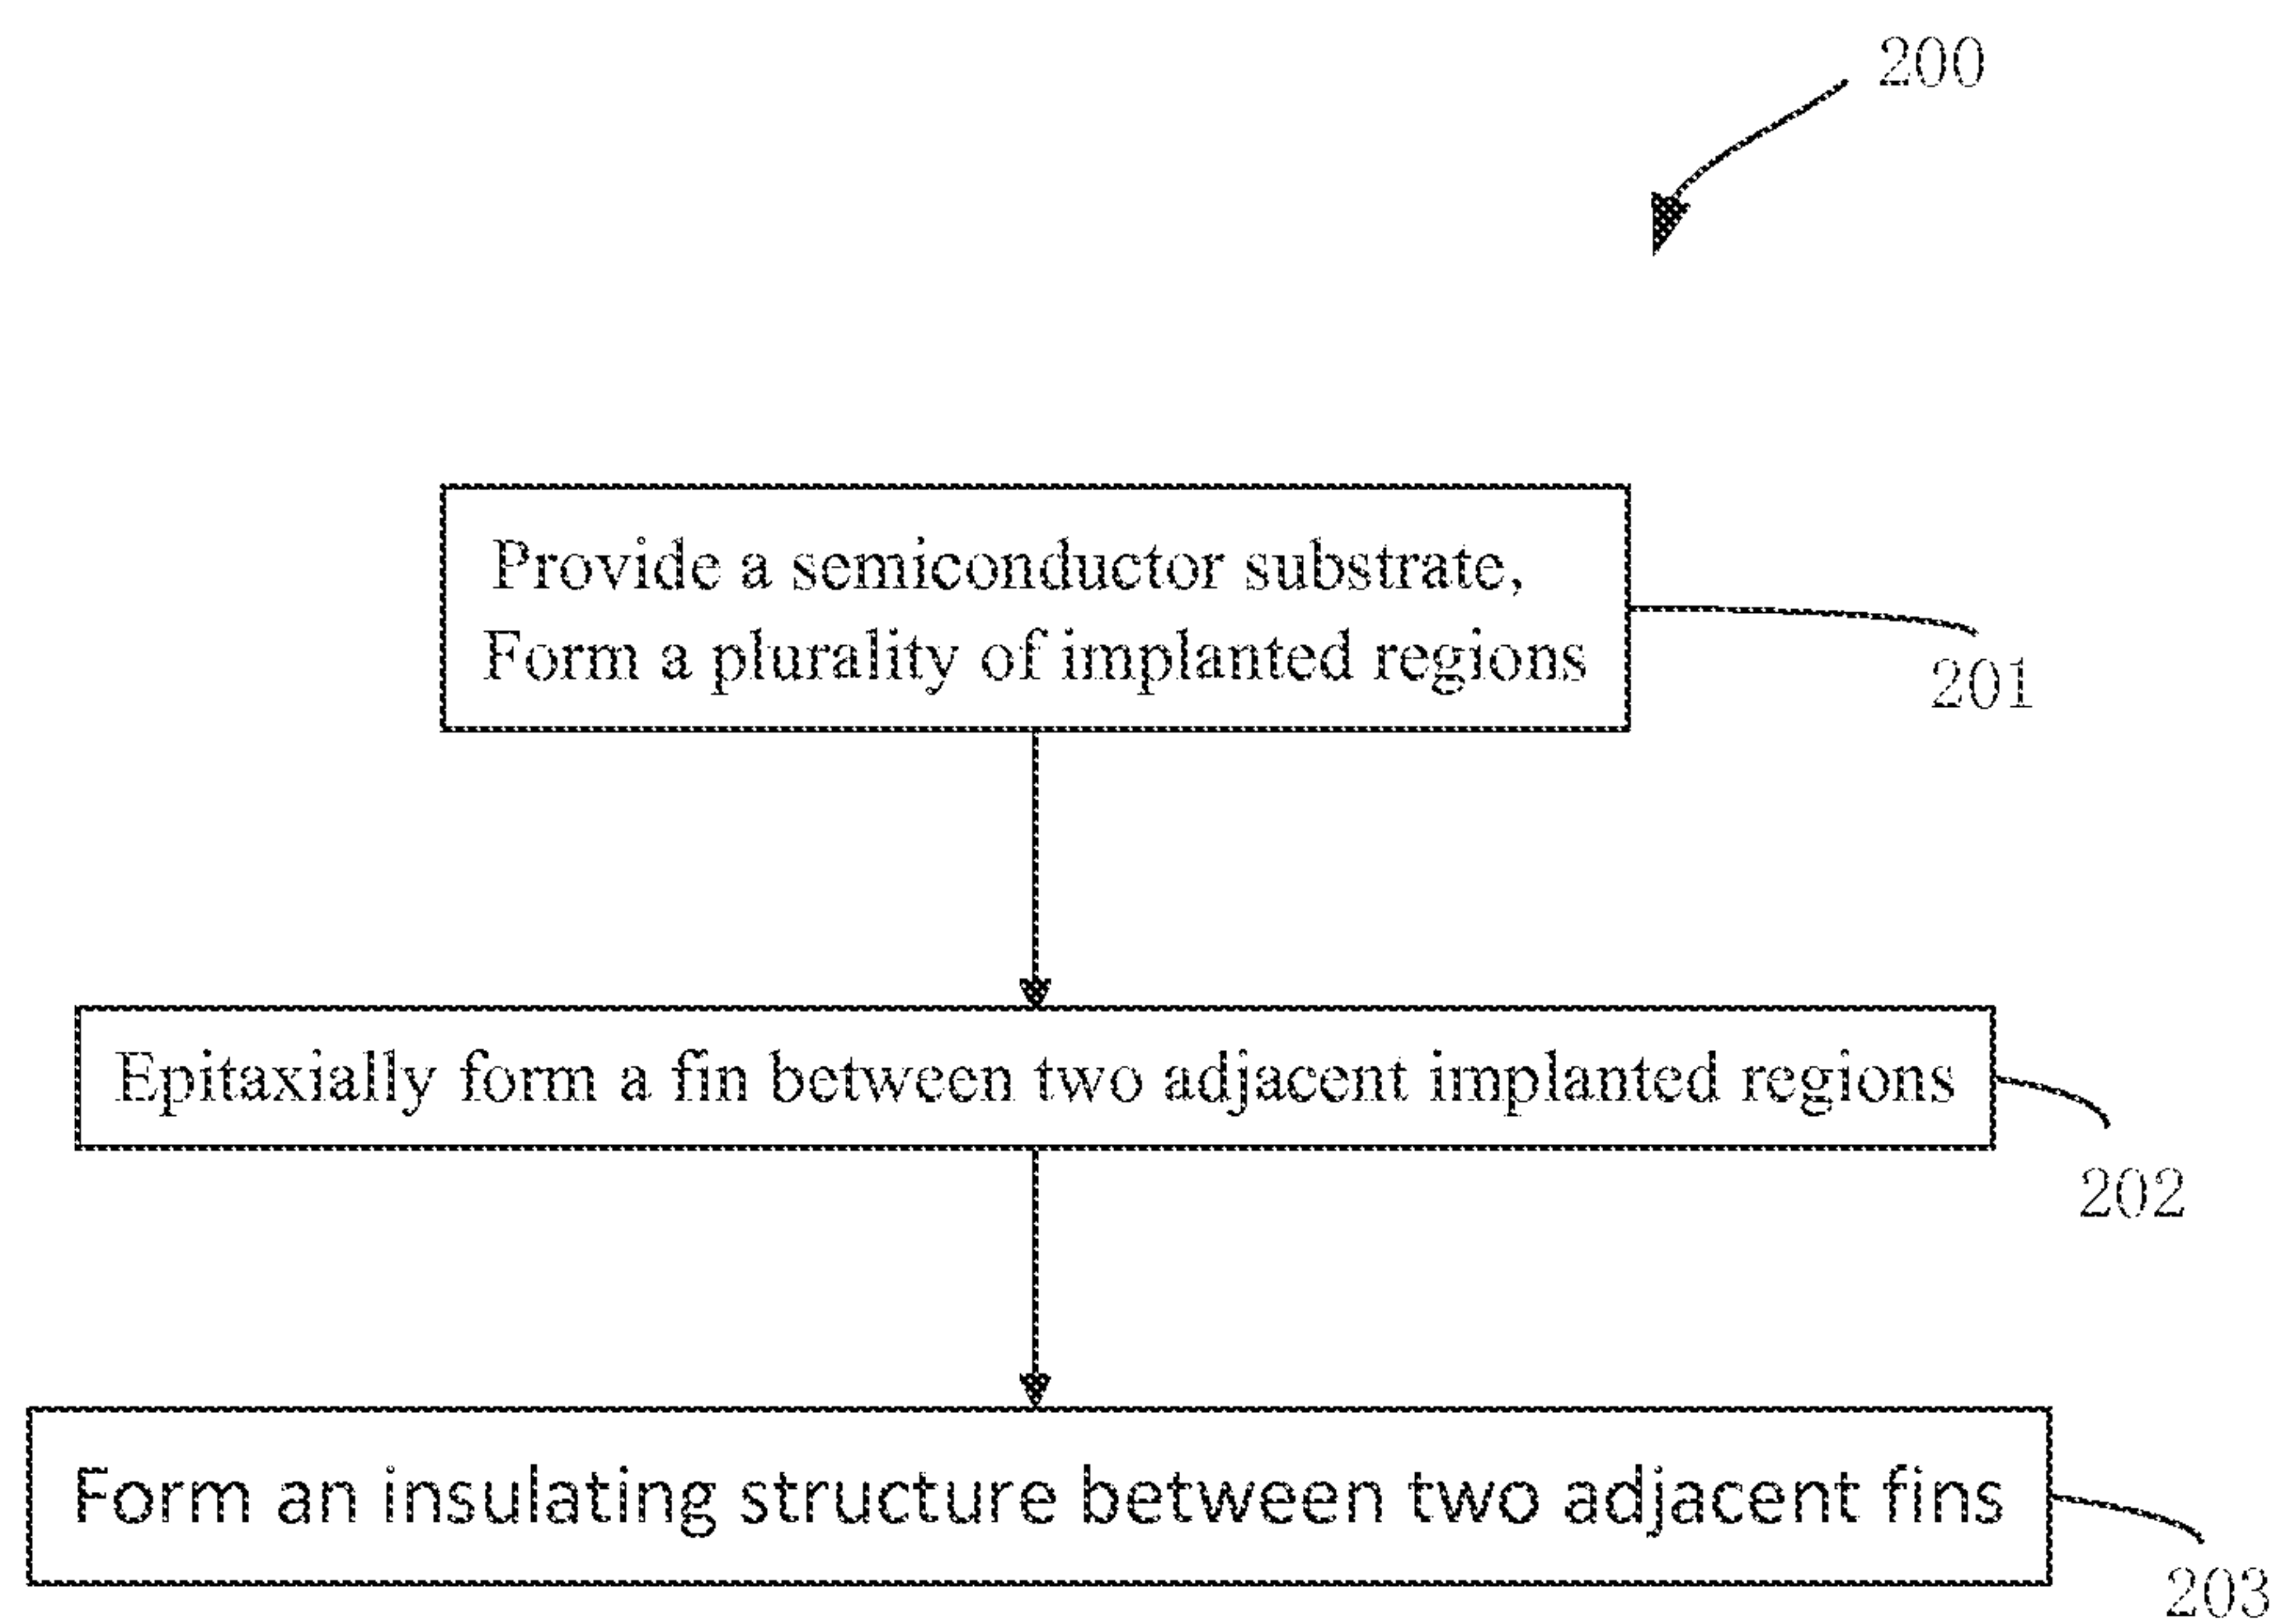 200
Provide a semiconductor substrate,
Form a plurality of implanted regions
201
Epitaxially form a fin between two adjacent implanted regions
202
Form an insulating structure between two adjacent fins
203